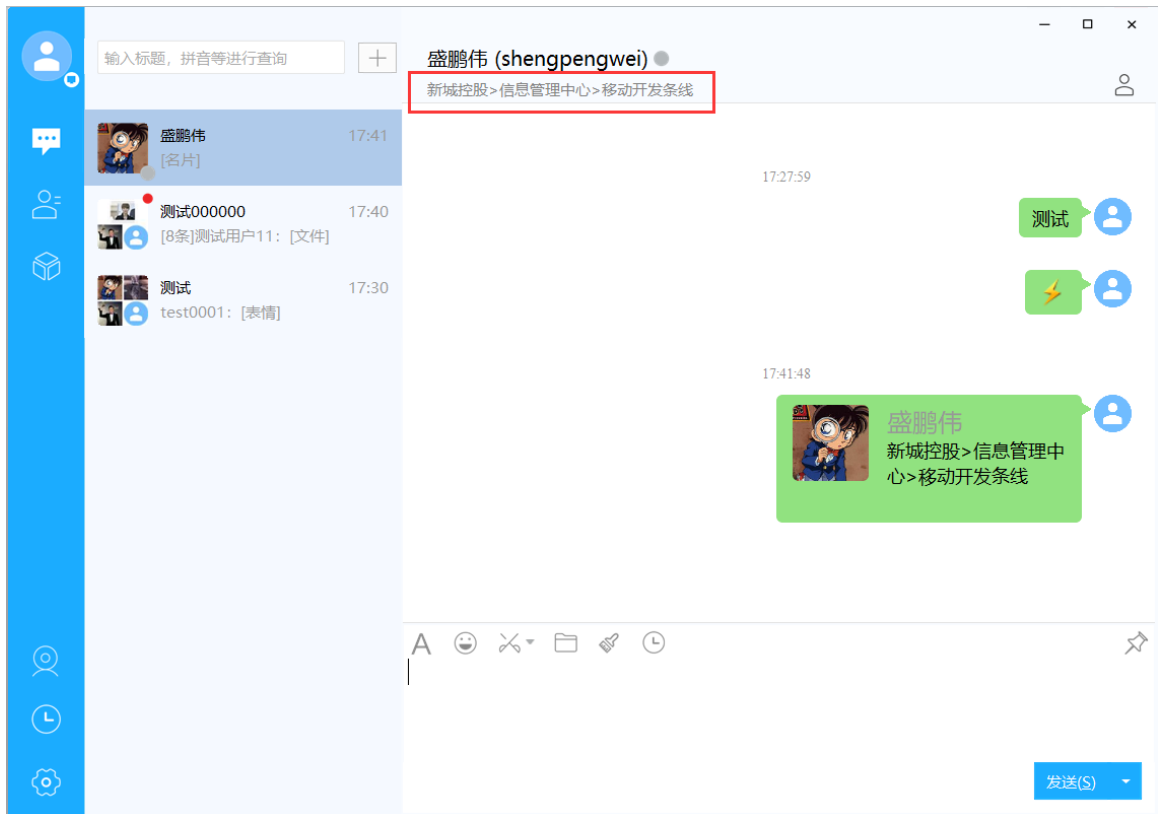 输入标题，拼音等进行查询
盛鹏伟
17:41
[名片]
测试000000
17:40
[8条]测试用户11：[文件]
测试
17:30
test0001：[表情]
盛鹏伟 (shengpengwei)
新城控股>信息管理中心>移动开发条线
17:27:59
测试
17:41:48
盛鹏伟
新城控股>信息管理中
心>移动开发条线
发送(S)